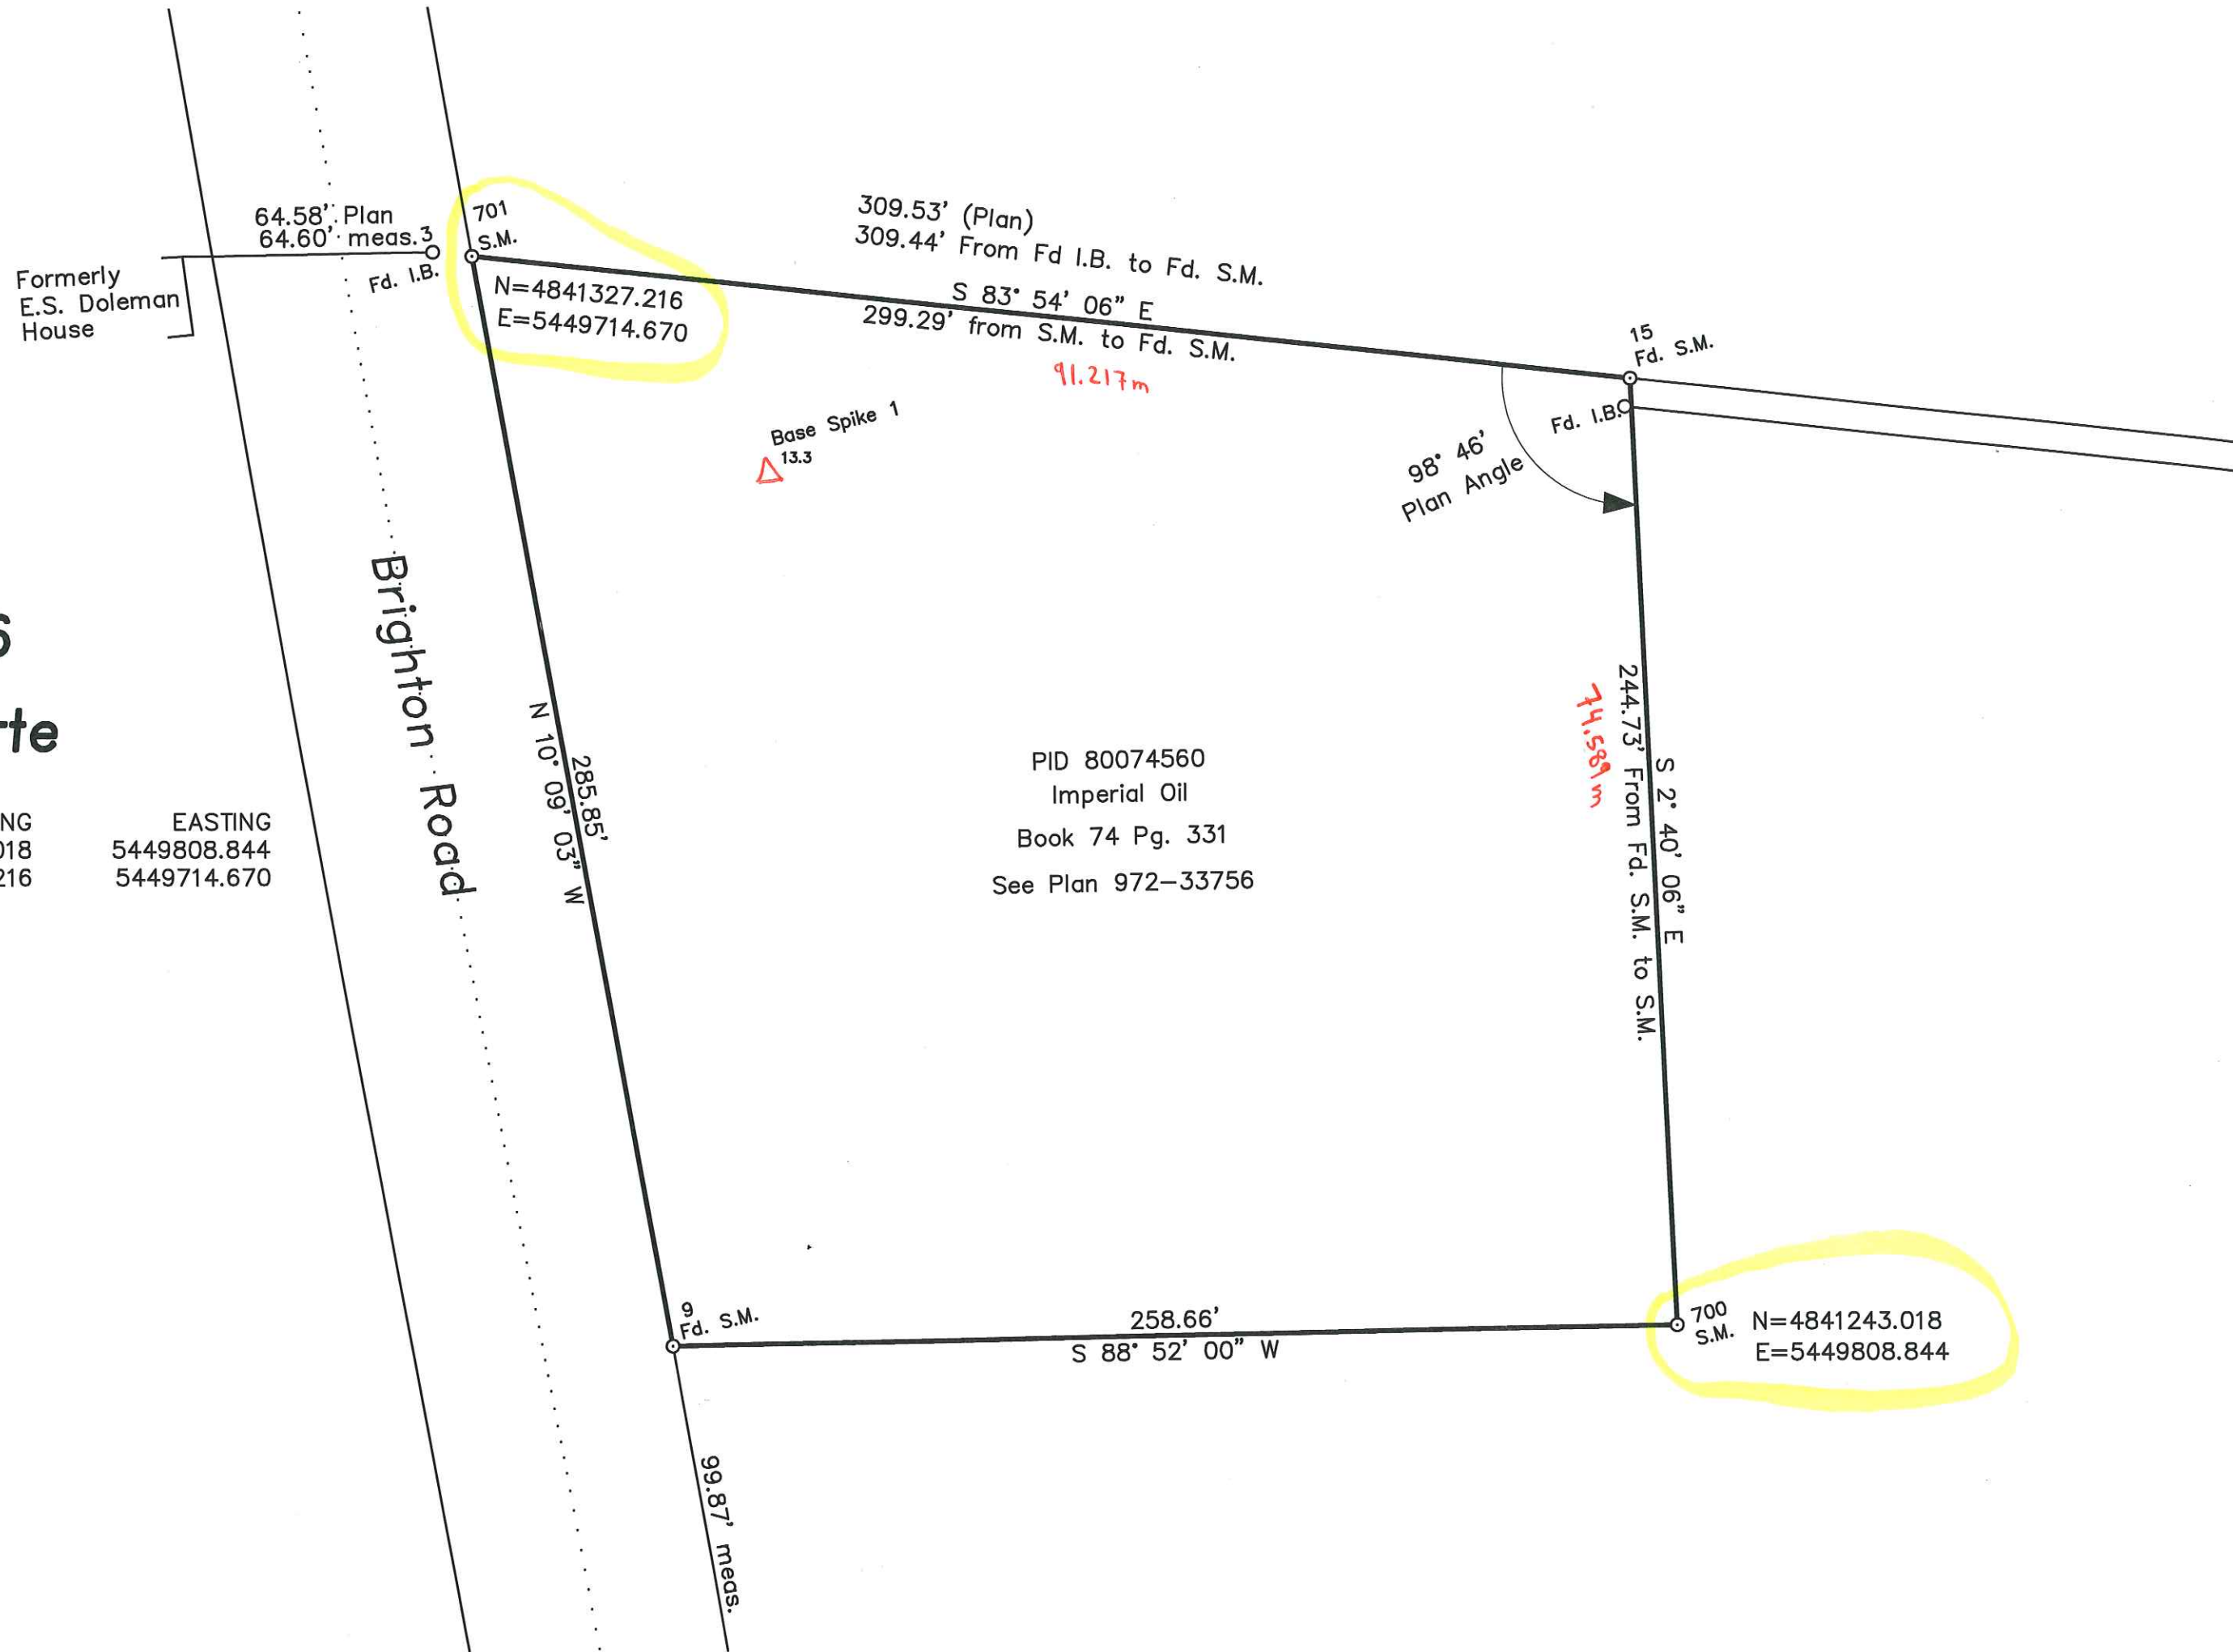 64.58' Plan
64.60' meas.
3
Fd. I.B.
Formerly
E.S. Doleman
House
701
S.M.
N=4841327.216
E=5449714.670
309.53' (Plan)
309.44' From Fd I.B. to Fd. S.M.
S 83° 54' 06" E
299.29' from S.M. to Fd. S.M.
91.217m
15
Fd. S.M.
Fd. I.B.
98° 46'
Plan Angle
Base Spike 1
13.3
Brighton Road
285.85'
N 10° 09' 03" W
244.73' From Fd. S.M. to S.M.
74.589m
S 2° 40' 06" E
PID 80074560
Imperial Oil
Book 74 Pg. 331
See Plan 972-33756
S
rte
NG EASTING
018 5449808.844
216 5449714.670
9
Fd. S.M.
258.66'
S 88° 52' 00" W
700
S.M.
N=4841243.018
E=5449808.844
99.87' meas.